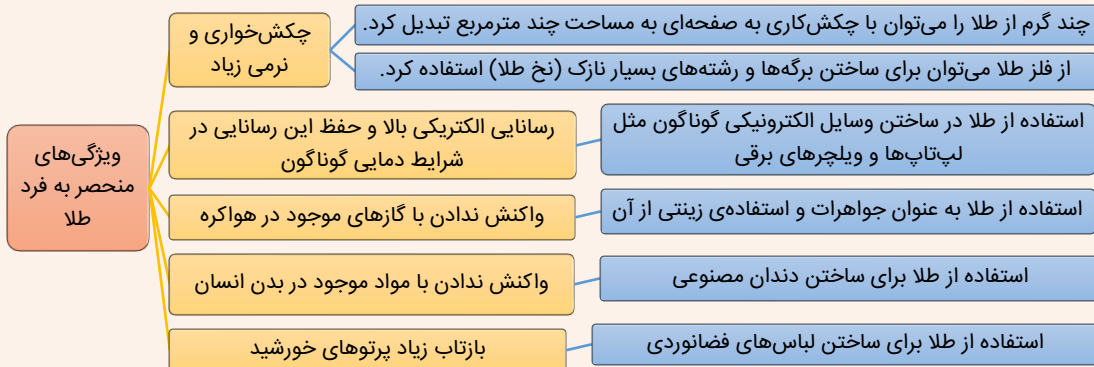 ویژگی‌های
منحصر به فرد
طلا
چکش‌خواری و
نرمی زیاد
چند گرم از طلا را می‌توان با چکش‌کاری به صفحه‌ای به مساحت چند مترمربع تبدیل کرد.
از فلز طلا می‌توان برای ساختن برگه‌ها و رشته‌های بسیار نازک (نخ طلا) استفاده کرد.
رسانایی الکتریکی بالا و حفظ این رسانایی در
شرایط دمایی گوناگون
استفاده از طلا در ساختن وسایل الکترونیکی گوناگون مثل
لپ‌تاپ‌ها و ویلچرهای برقی
واکنش ندادن با گازهای موجود در هواکره
استفاده از طلا به عنوان جواهرات و استفاده‌ی زینتی از آن
واکنش ندادن با مواد موجود در بدن انسان
استفاده از طلا برای ساختن دندان مصنوعی
بازتاب زیاد پرتوهای خورشید
استفاده از طلا برای ساختن لباس‌های فضانوردی